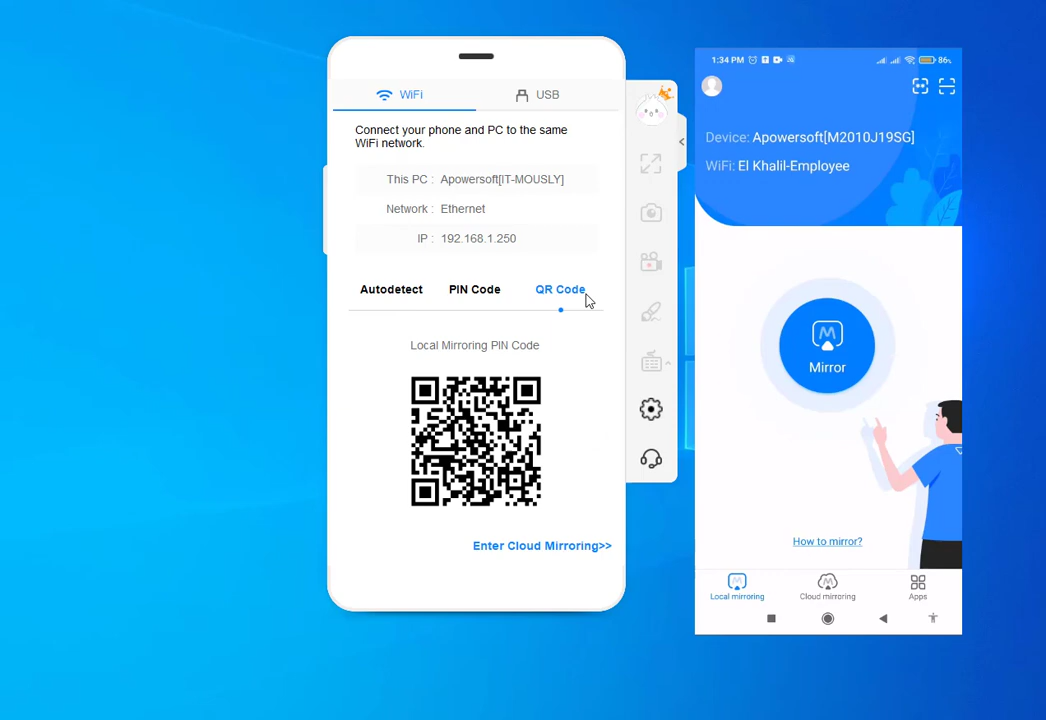 WiFi
USB
Connect your phone and PC to the same
WiFi network.
This PC : Apowersoft[IT-MOUSLY]
Network : Ethernet
IP : 192.168.1.250
Autodetect
PIN Code
QR Code
Local Mirroring PIN Code
Enter Cloud Mirroring>>
1:34 PM
86%
Device: Apowersoft[M2010J19SG]
WiFi: El Khalil-Employee
Mirror
How to mirror?
Local mirroring
Cloud mirroring
Apps